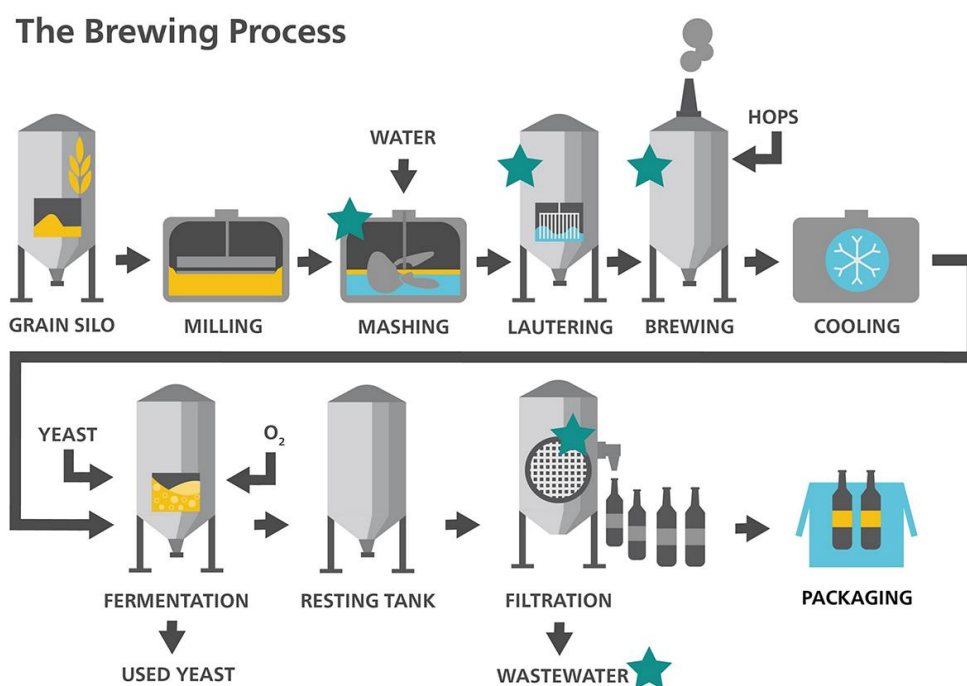 The Brewing Process
WATER
HOPS
GRAIN SILO
MILLING
MASHING
LAUTERING
BREWING
COOLING
YEAST
O₂
FERMENTATION
RESTING TANK
FILTRATION
PACKAGING
USED YEAST
WASTEWATER